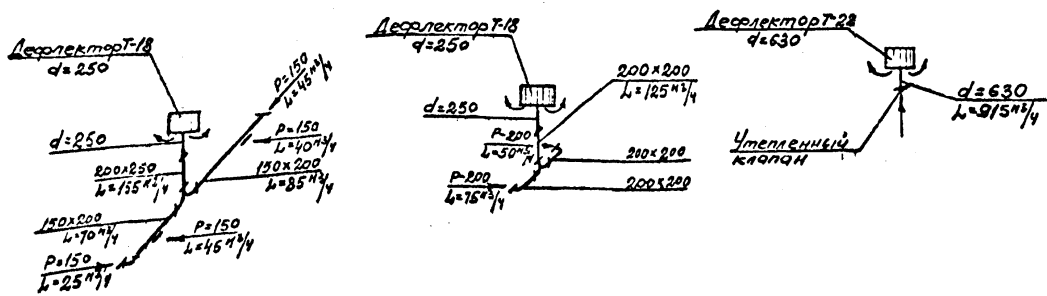 Дефлектор Т-18
d=250
P=150
L=45 м³/ч
P=150
L=40 м³/ч
d=250
200×250
L=155 м³/ч
150×200
L=85 м³/ч
150×200
L=70 м³/ч
P=150
L=45 м³/ч
P=150
L=25 м³/ч
Дефлектор Т-18
d=250
200×200
L=125 м³/ч
d=250
P=200
L=50 м³/ч
200×200
P=200
L=75 м³/ч
200×200
Дефлектор Т-22
d=630
d=630
L=915 м³/ч
Утепленный
клапан